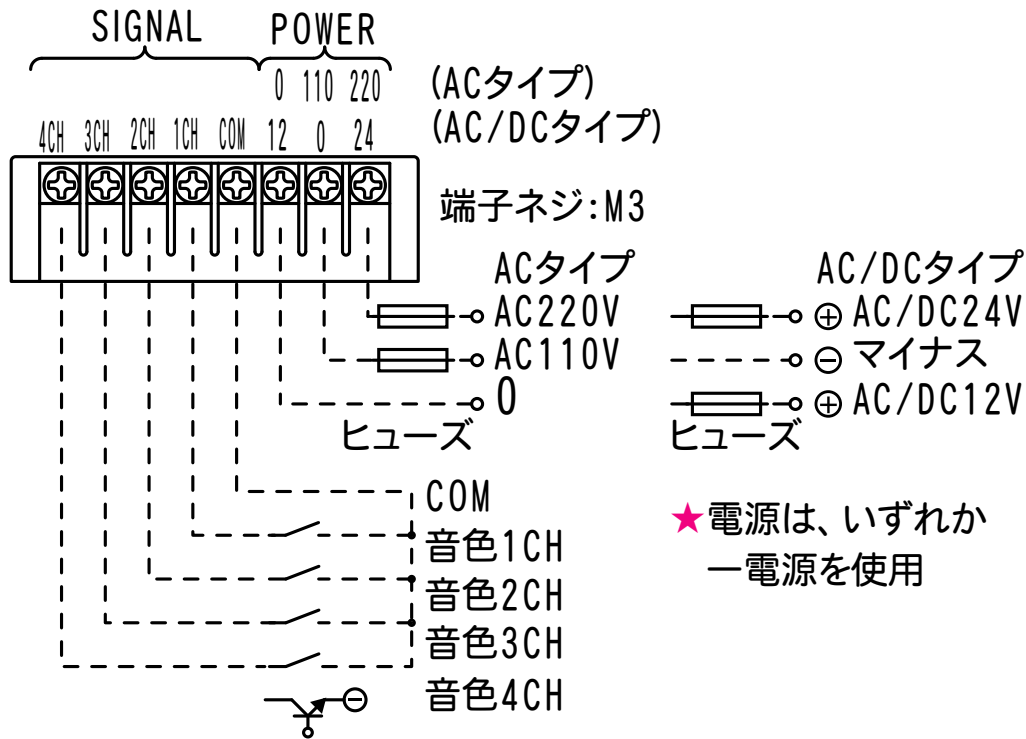 SIGNAL POWER
0 110 220 (ACタイプ)
4CH 3CH 2CH 1CH COM 12 0 24 (AC/DCタイプ)
端子ネジ:M3
ACタイプ
AC220V
AC110V
0
ヒューズ
AC/DCタイプ
⊕ AC/DC24V
⊖ マイナス
⊕ AC/DC12V
ヒューズ
COM
音色1CH
音色2CH
音色3CH
音色4CH
⊖
★電源は、いずれか
一電源を使用